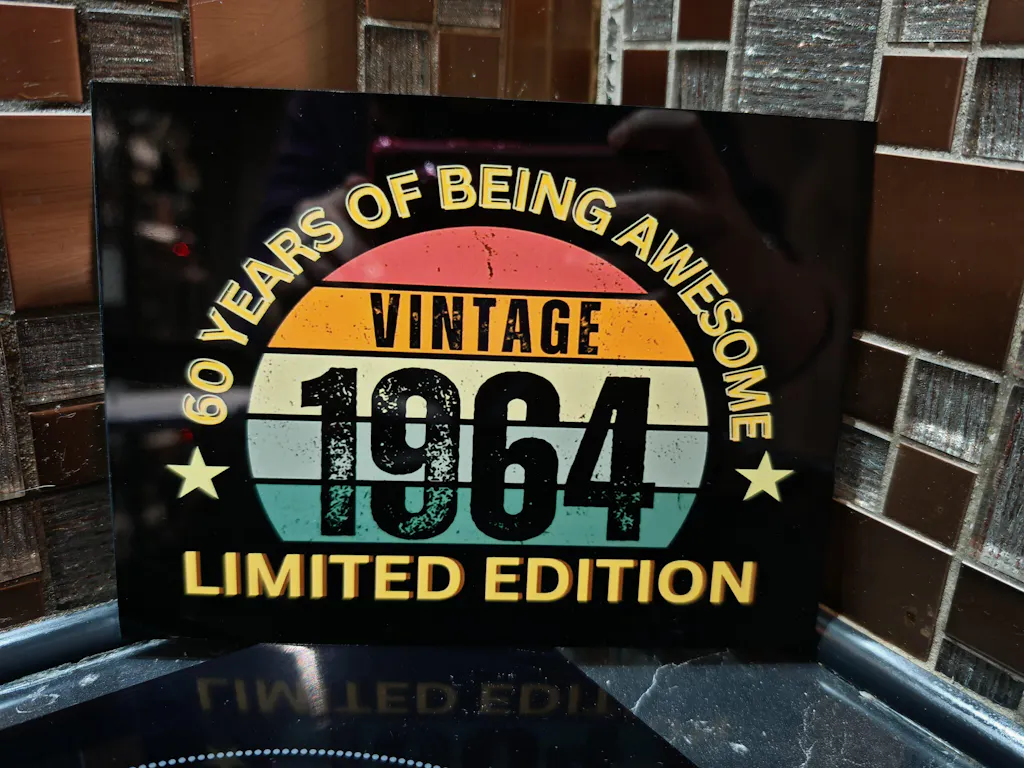 60 YEARS OF BEING AWESOME
VINTAGE
1964
LIMITED EDITION